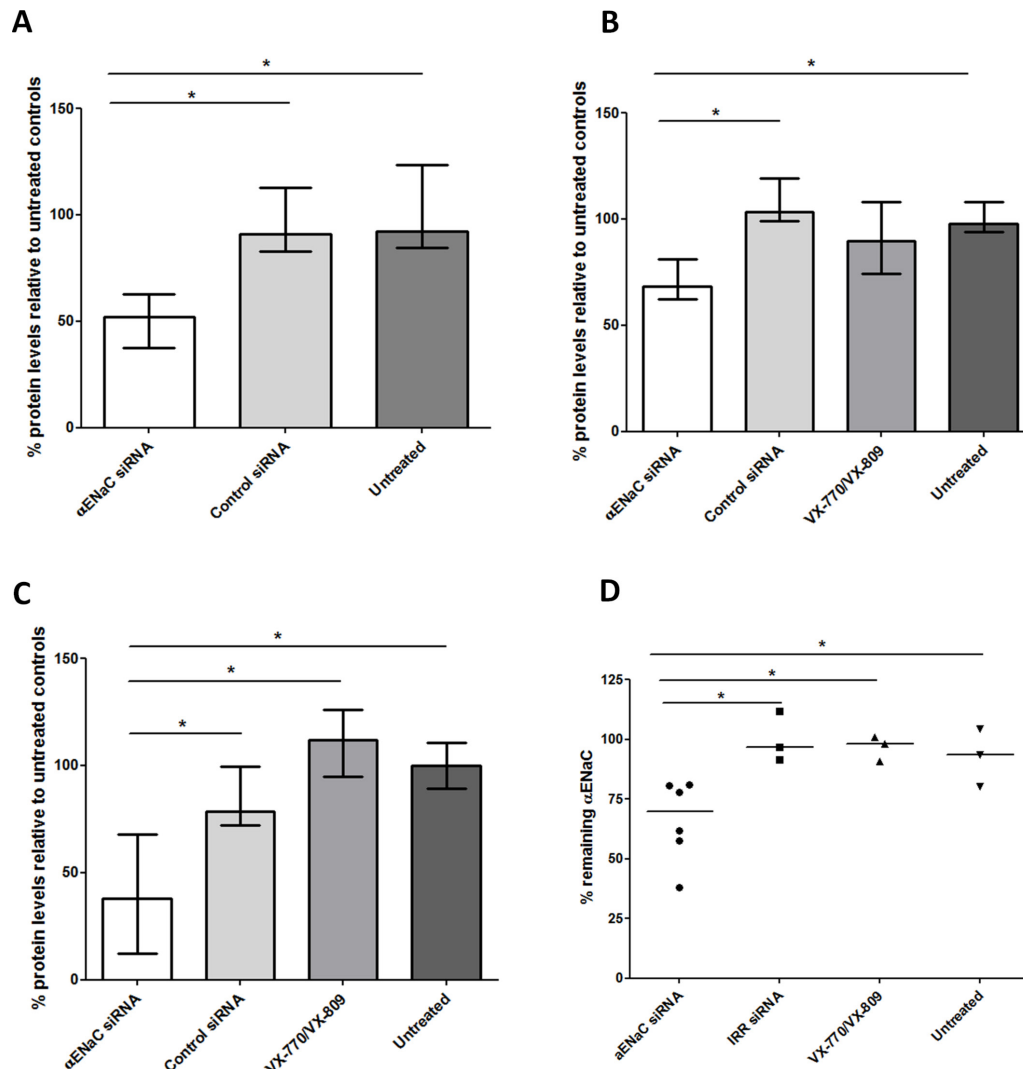 A
*
*
150
100
50
0
% protein levels relative to untreated controls
αENaC siRNA
Control siRNA
Untreated
B
*
*
150
100
50
0
% protein levels relative to untreated controls
αENaC siRNA
Control siRNA
VX-770/VX-809
Untreated
C
*
*
*
150
100
50
0
% protein levels relative to untreated controls
αENaC siRNA
Control siRNA
VX-770/VX-809
Untreated
D
*
*
*
125
100
75
50
25
0
% remaining αENaC
aENaC siRNA
IRR siRNA
VX-770/VX-809
Untreated